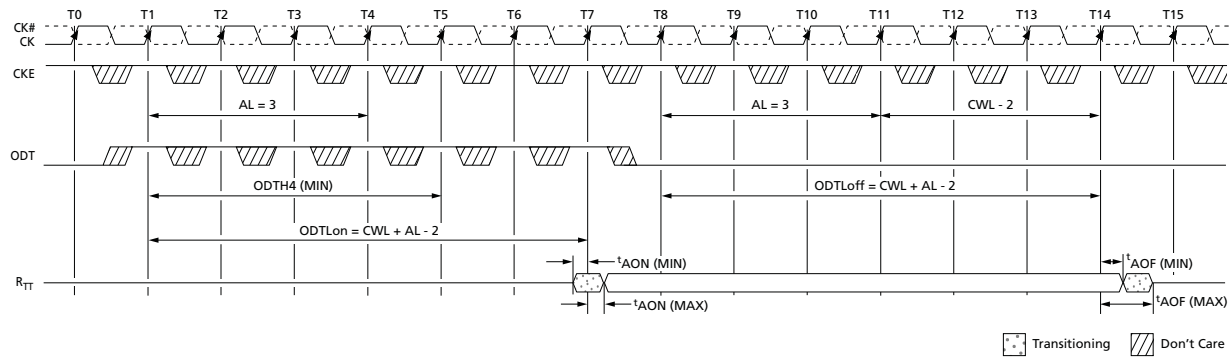 T0 T1 T2 T3 T4 T5 T6 T7 T8 T9 T10 T11 T12 T13 T14 T15
CK#
CK
CKE
AL = 3 AL = 3 CWL - 2
ODT
ODTH4 (MIN) ODTLoff = CWL + AL - 2
ODTLon = CWL + AL - 2
tAON (MIN) tAOF (MIN)
RTT
tAON (MAX) tAOF (MAX)
Transitioning Don't Care